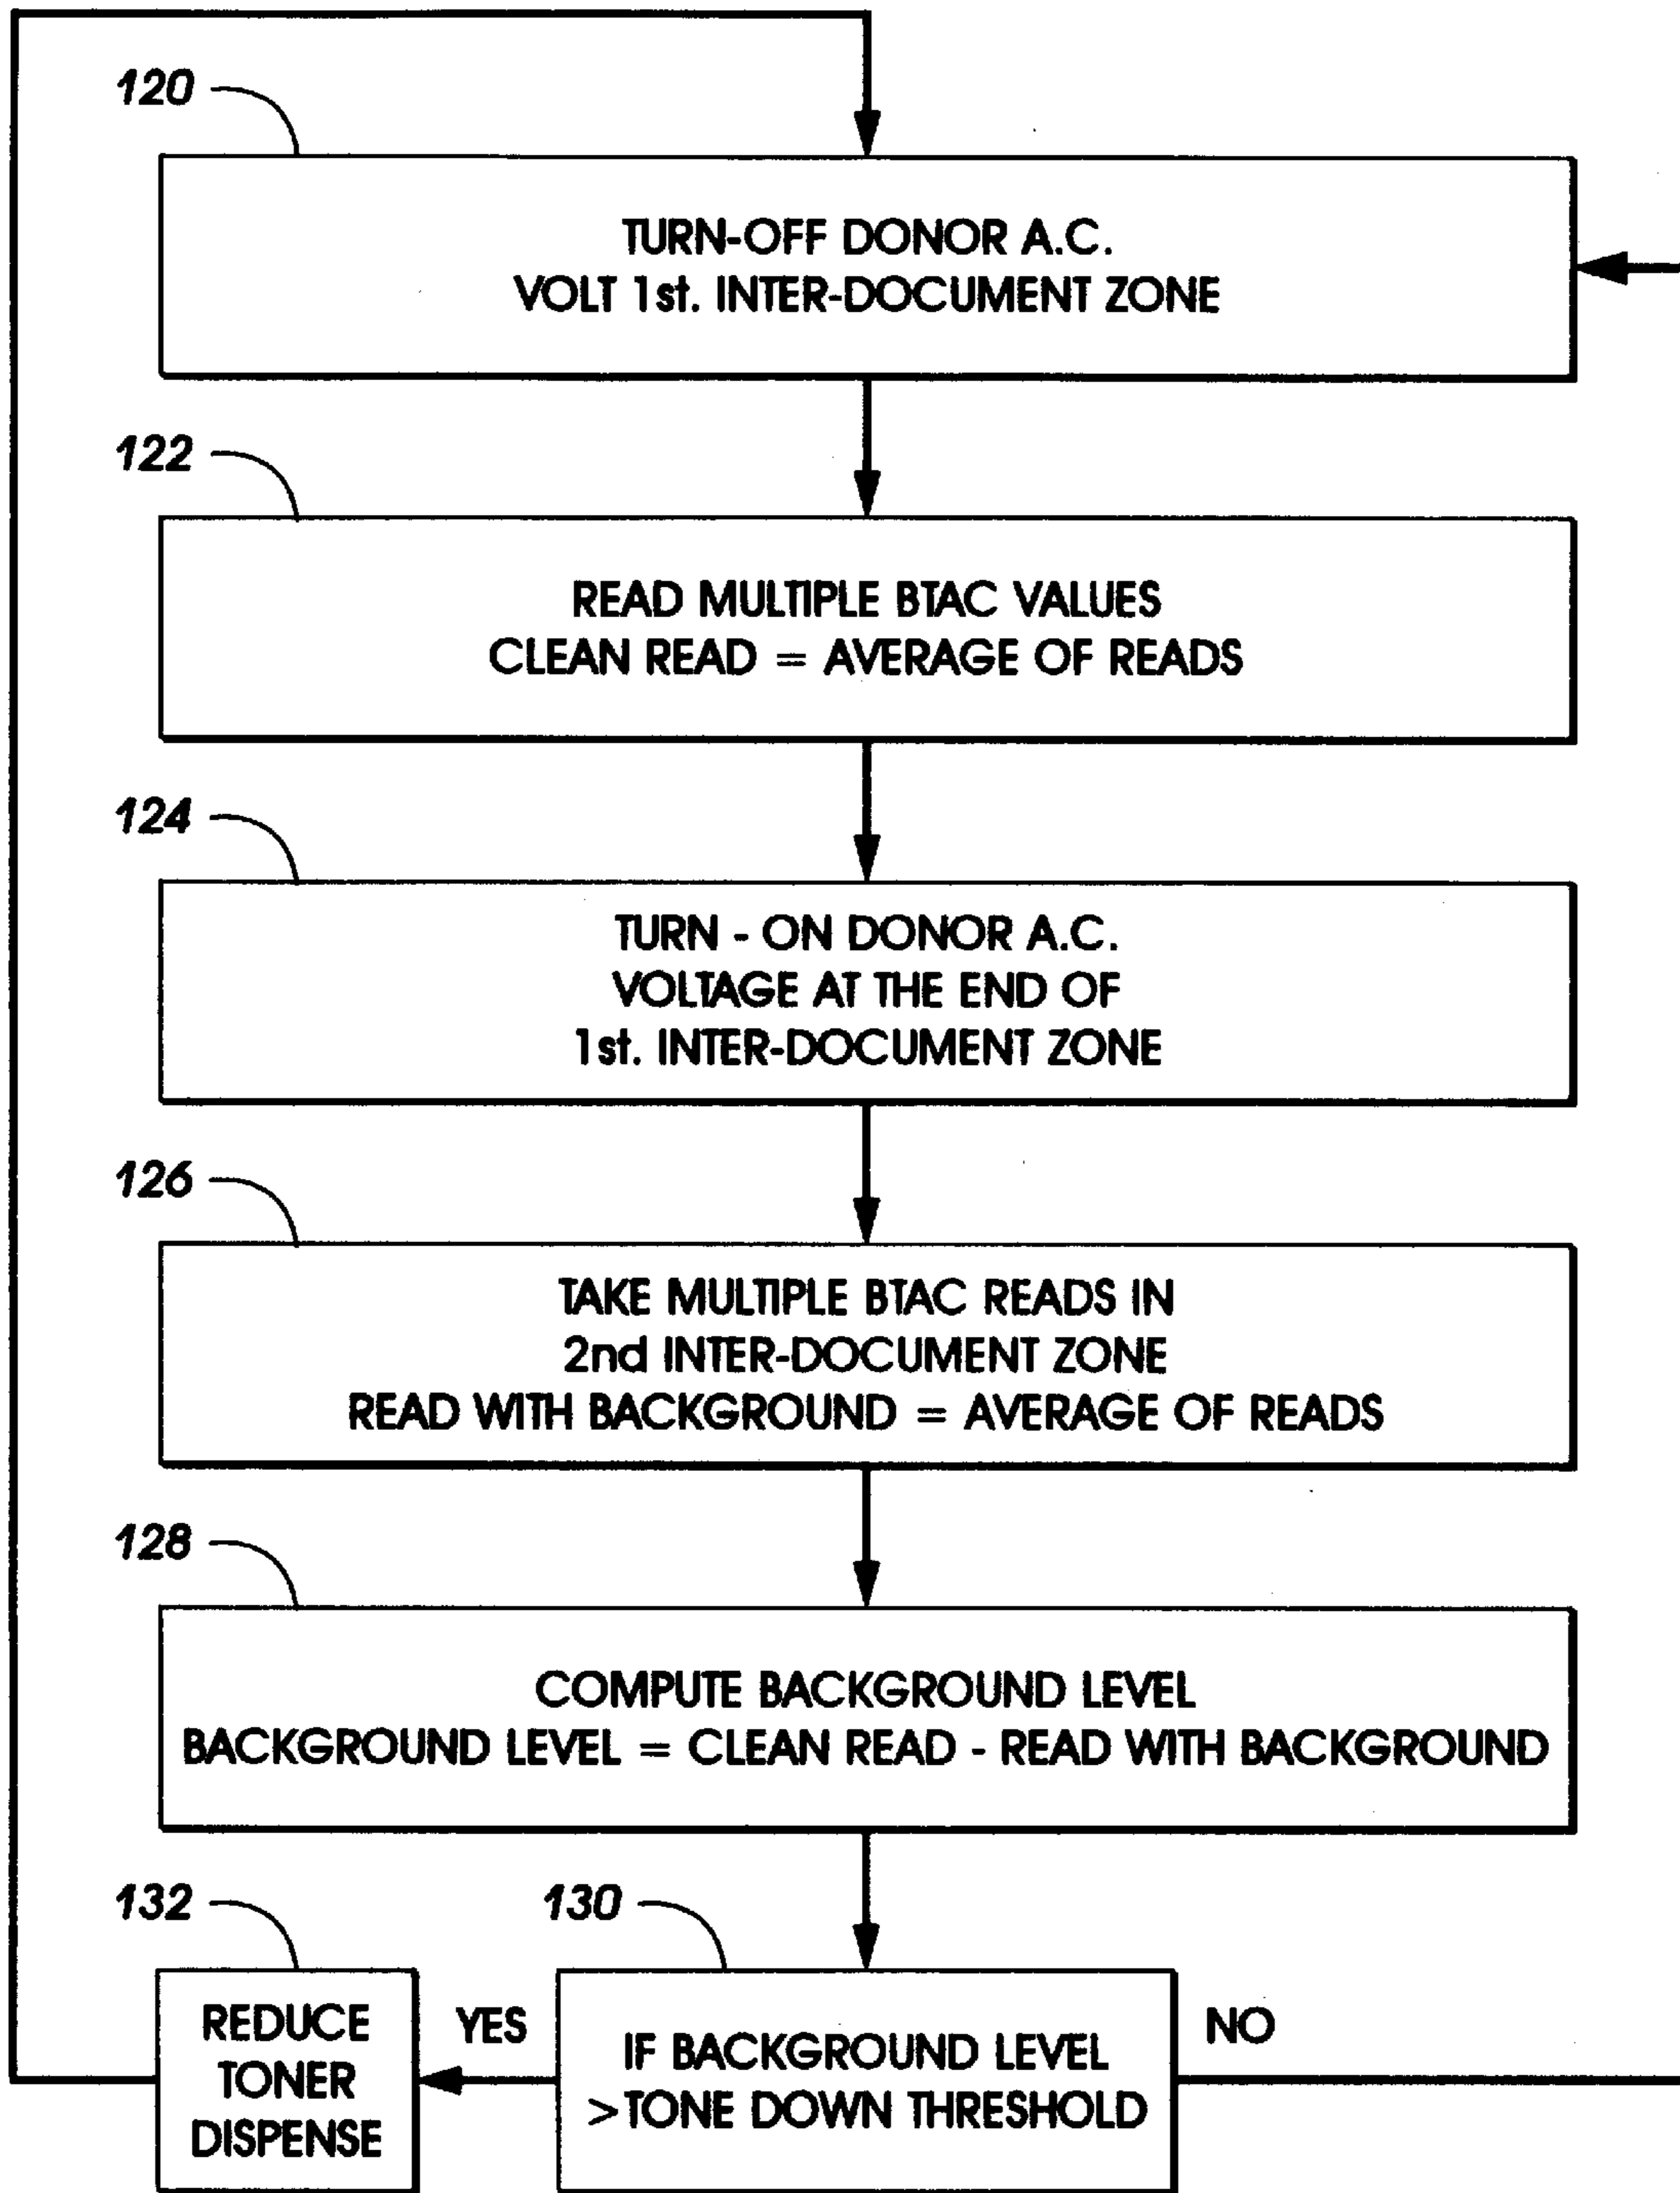 120
TURN-OFF DONOR A.C.
VOLT 1st. INTER-DOCUMENT ZONE
122
READ MULTIPLE BTAC VALUES
CLEAN READ = AVERAGE OF READS
124
TURN - ON DONOR A.C.
VOLTAGE AT THE END OF
1st. INTER-DOCUMENT ZONE
126
TAKE MULTIPLE BTAC READS IN
2nd INTER-DOCUMENT ZONE
READ WITH BACKGROUND = AVERAGE OF READS
128
COMPUTE BACKGROUND LEVEL
BACKGROUND LEVEL = CLEAN READ - READ WITH BACKGROUND
132
REDUCE
TONER
DISPENSE
YES
130
IF BACKGROUND LEVEL
>TONE DOWN THRESHOLD
NO